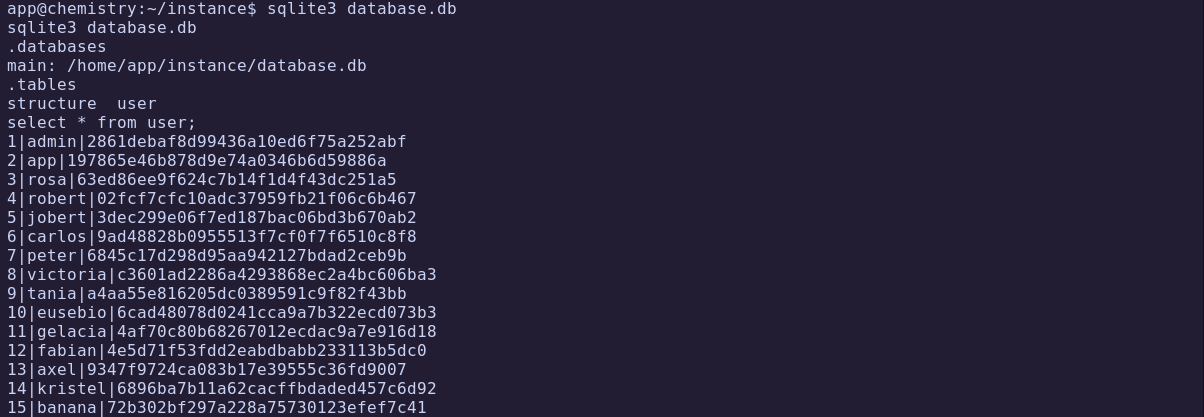 app@chemistry:~/instance$ sqlite3 database.db
sqlite3 database.db
.databases
main: /home/app/instance/database.db
.tables
structure  user
select * from user;
1|admin|2861debaf8d99436a10ed6f75a252abf
2|app|197865e46b878d9e74a0346b6d59886a
3|rosa|63ed86ee9f624c7b14f1d4f43dc251a5
4|robert|02fcf7cfc10adc37959fb21f06c6b467
5|jobert|3dec299e06f7ed187bac06bd3b670ab2
6|carlos|9ad48828b0955513f7cf0f7f6510c8f8
7|peter|6845c17d298d95aa942127bdad2ceb9b
8|victoria|c3601ad2286a4293868ec2a4bc606ba3
9|tania|a4aa55e816205dc0389591c9f82f43bb
10|eusebio|6cad48078d0241cca9a7b322ecd073b3
11|gelacia|4af70c80b68267012ecdac9a7e916d18
12|fabian|4e5d71f53fdd2eabdbabb233113b5dc0
13|axel|9347f9724ca083b17e39555c36fd9007
14|kristel|6896ba7b11a62cacffbdaded457c6d92
15|banana|72b302bf297a228a75730123efef7c41